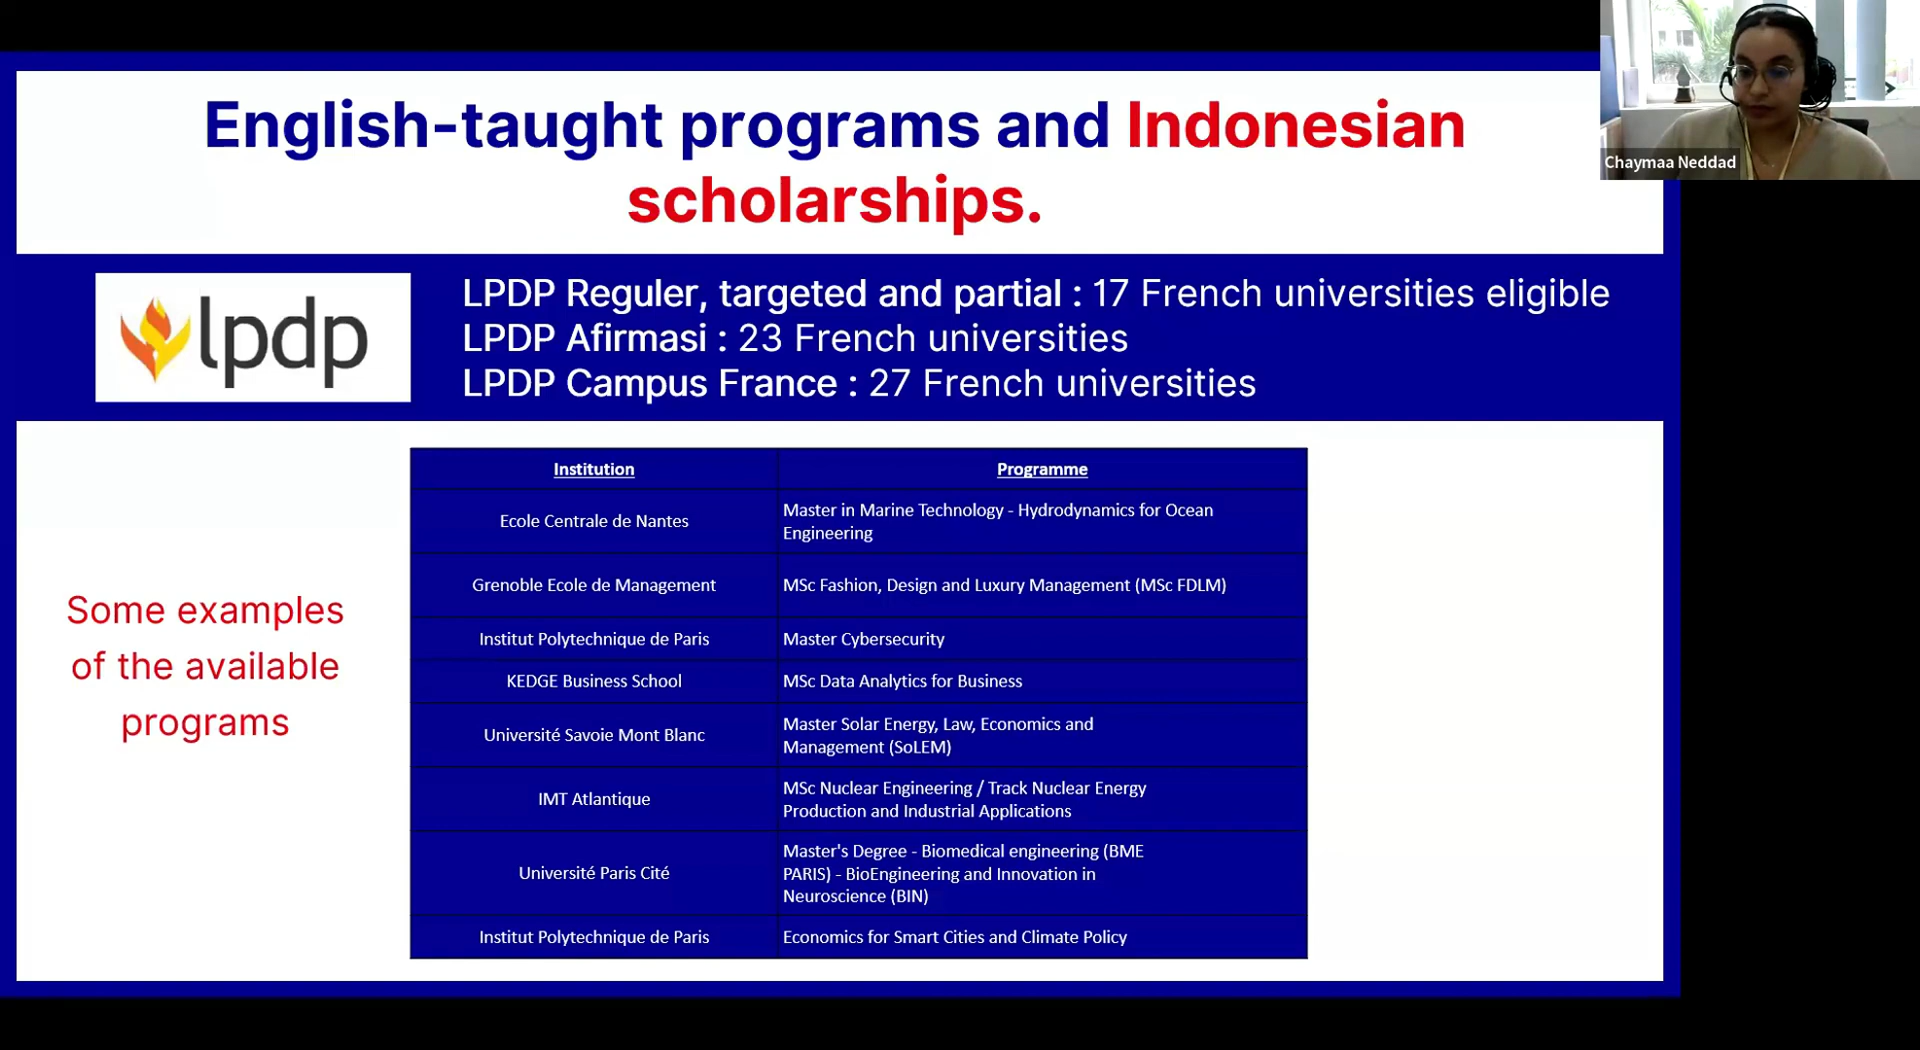 English-taught programs and Indonesian
scholarships.
Chaymaa Neddad
lpdp
LPDP Reguler, targeted and partial : 17 French universities eligible
LPDP Afirmasi : 23 French universities
LPDP Campus France : 27 French universities
Some examples
of the available
programs
Institution
Programme
Ecole Centrale de Nantes
Master in Marine Technology - Hydrodynamics for Ocean
Engineering
Grenoble Ecole de Management
MSc Fashion, Design and Luxury Management (MSc FDLM)
Institut Polytechnique de Paris
Master Cybersecurity
KEDGE Business School
MSc Data Analytics for Business
Université Savoie Mont Blanc
Master Solar Energy, Law, Economics and
Management (SoLEM)
IMT Atlantique
MSc Nuclear Engineering / Track Nuclear Energy
Production and Industrial Applications
Université Paris Cité
Master's Degree - Biomedical engineering (BME
PARIS) - BioEngineering and Innovation in
Neuroscience (BIN)
Institut Polytechnique de Paris
Economics for Smart Cities and Climate Policy